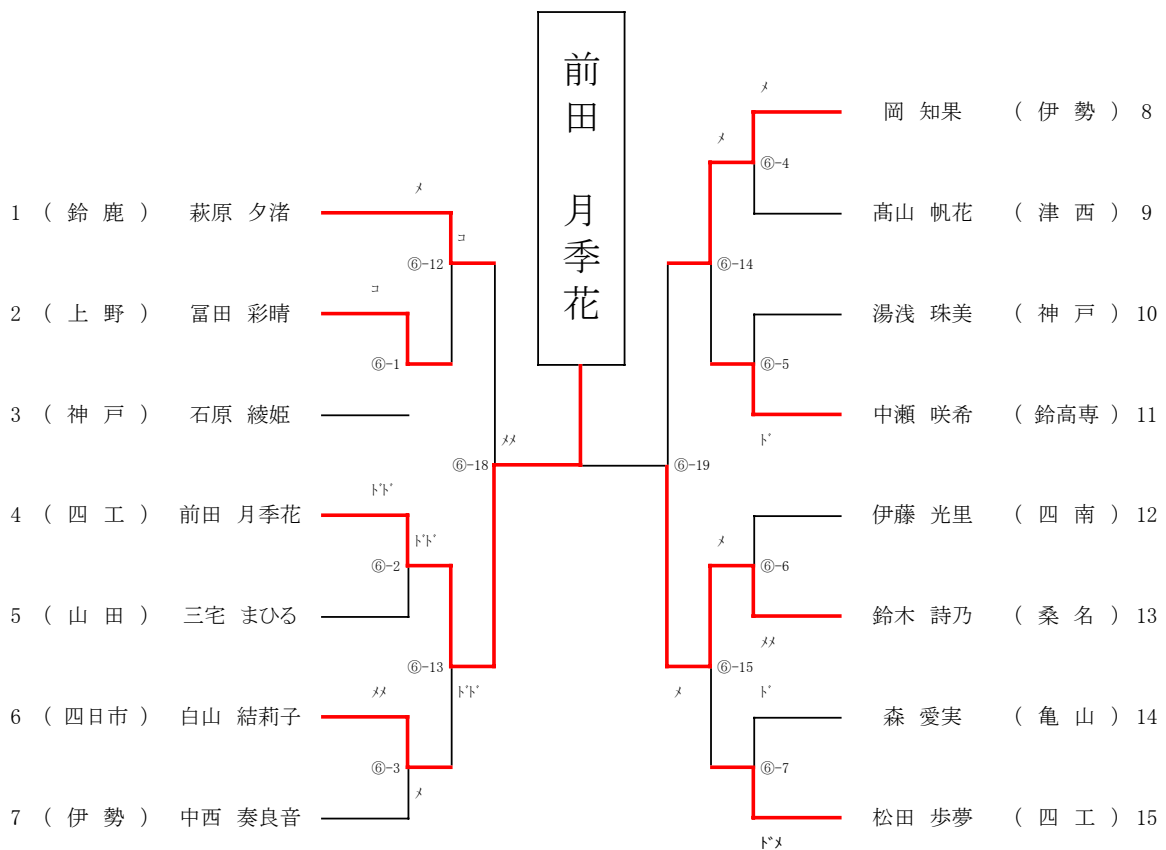 前田 月季花
メ
岡 知果 ( 伊 勢 ) 8
メ
⑥-4
メ
1 ( 鈴 鹿 ) 萩原 夕渚
髙山 帆花 ( 津 西 ) 9
コ
⑥-12
⑥-14
コ
2 ( 上 野 ) 冨田 彩晴
湯浅 珠美 ( 神 戸 ) 10
⑥-1
⑥-5
3 ( 神 戸 ) 石原 綾姫
中瀬 咲希 ( 鈴高専 ) 11
メメ
ド
⑥-18
⑥-19
ドド
4 ( 四 工 ) 前田 月季花
伊藤 光里 ( 四 南 ) 12
ドド
メ
⑥-2
⑥-6
5 ( 山 田 ) 三宅 まひる
鈴木 詩乃 ( 桑 名 ) 13
メメ
⑥-13
⑥-15
メメ
ドド
メ
ド
6 ( 四日市 ) 白山 結莉子
森 愛実 ( 亀 山 ) 14
⑥-3
⑥-7
メ
7 ( 伊 勢 ) 中西 奏良音
松田 歩夢 ( 四 工 ) 15
ドメ